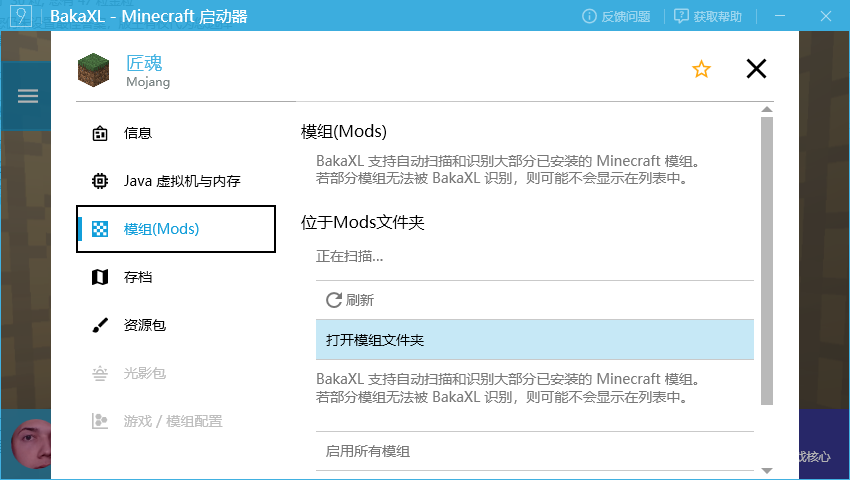 BakaXL - Minecraft 启动器
反馈问题
获取帮助
匠魂
Mojang
信息
Java 虚拟机与内存
模组(Mods)
存档
资源包
光影包
游戏 / 模组配置
模组(Mods)
BakaXL 支持自动扫描和识别大部分已安装的 Minecraft 模组。
若部分模组无法被 BakaXL 识别，则可能不会显示在列表中。
位于Mods文件夹
正在扫描...
刷新
打开模组文件夹
BakaXL 支持自动扫描和识别大部分已安装的 Minecraft 模组。
若部分模组无法被 BakaXL 识别，则可能不会显示在列表中。
启用所有模组
戏核心